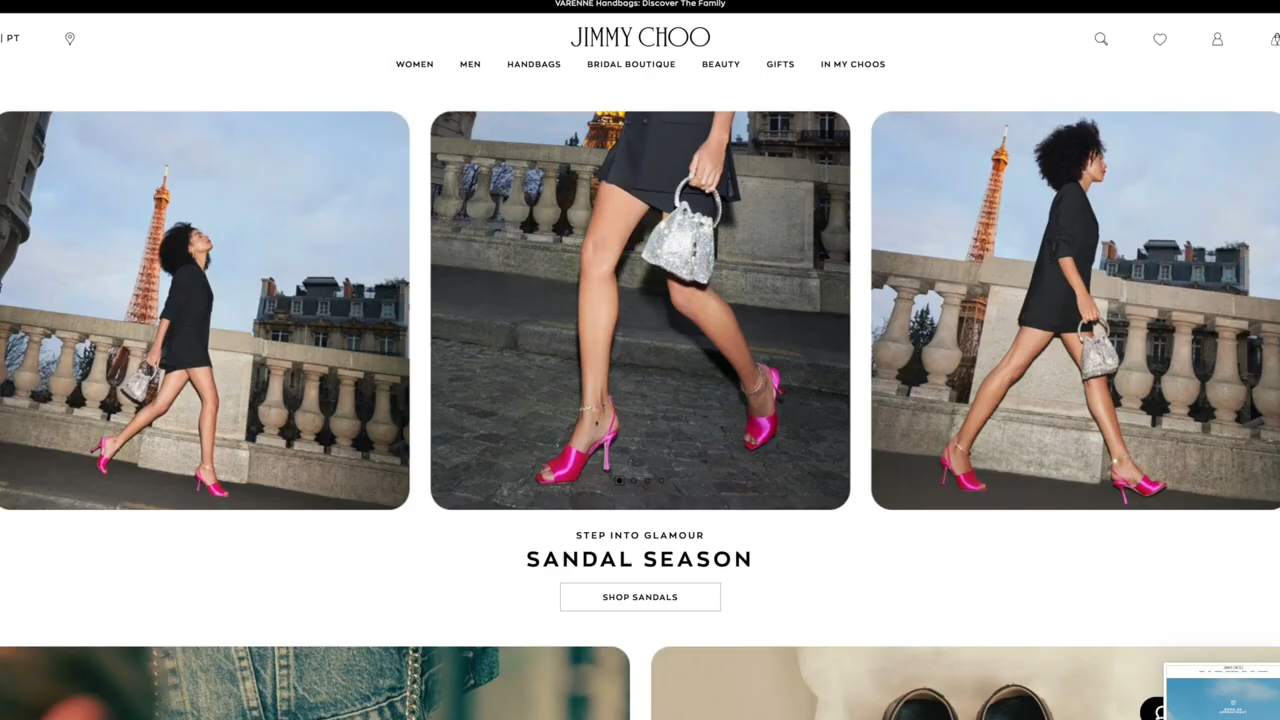 VARENNE Handbags: Discover The Family
| PT
JIMMY CHOO
WOMEN MEN HANDBAGS BRIDAL BOUTIQUE BEAUTY GIFTS IN MY CHOOS
STEP INTO GLAMOUR
SANDAL SEASON
SHOP SANDALS